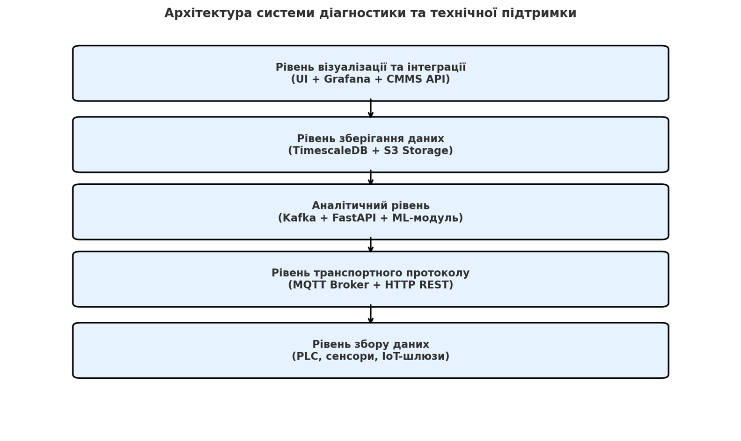 Архітектура системи діагностики та технічної підтримки
Рівень візуалізації та інтеграції
(UI + Grafana + CMMS API)
Рівень зберігання даних
(TimescaleDB + S3 Storage)
Аналітичний рівень
(Kafka + FastAPI + ML-модуль)
Рівень транспортного протоколу
(MQTT Broker + HTTP REST)
Рівень збору даних
(PLC, сенсори, IoT-шлюзи)